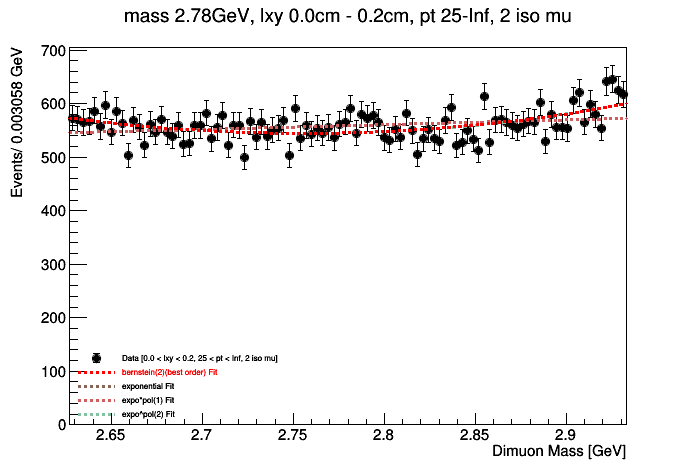 mass 2.78GeV, lxy 0.0cm - 0.2cm, pt 25-Inf, 2 iso mu
Events/ 0.003058 GeV
700
600
500
400
300
200
100
0
Data [0.0 < lxy < 0.2, 25 < pt < Inf, 2 iso mu]
bernstein(2)(best order) Fit
exponential Fit
expo*pol(1) Fit
expo*pol(2) Fit
2.65 2.7 2.75 2.8 2.85 2.9
Dimuon Mass [GeV]